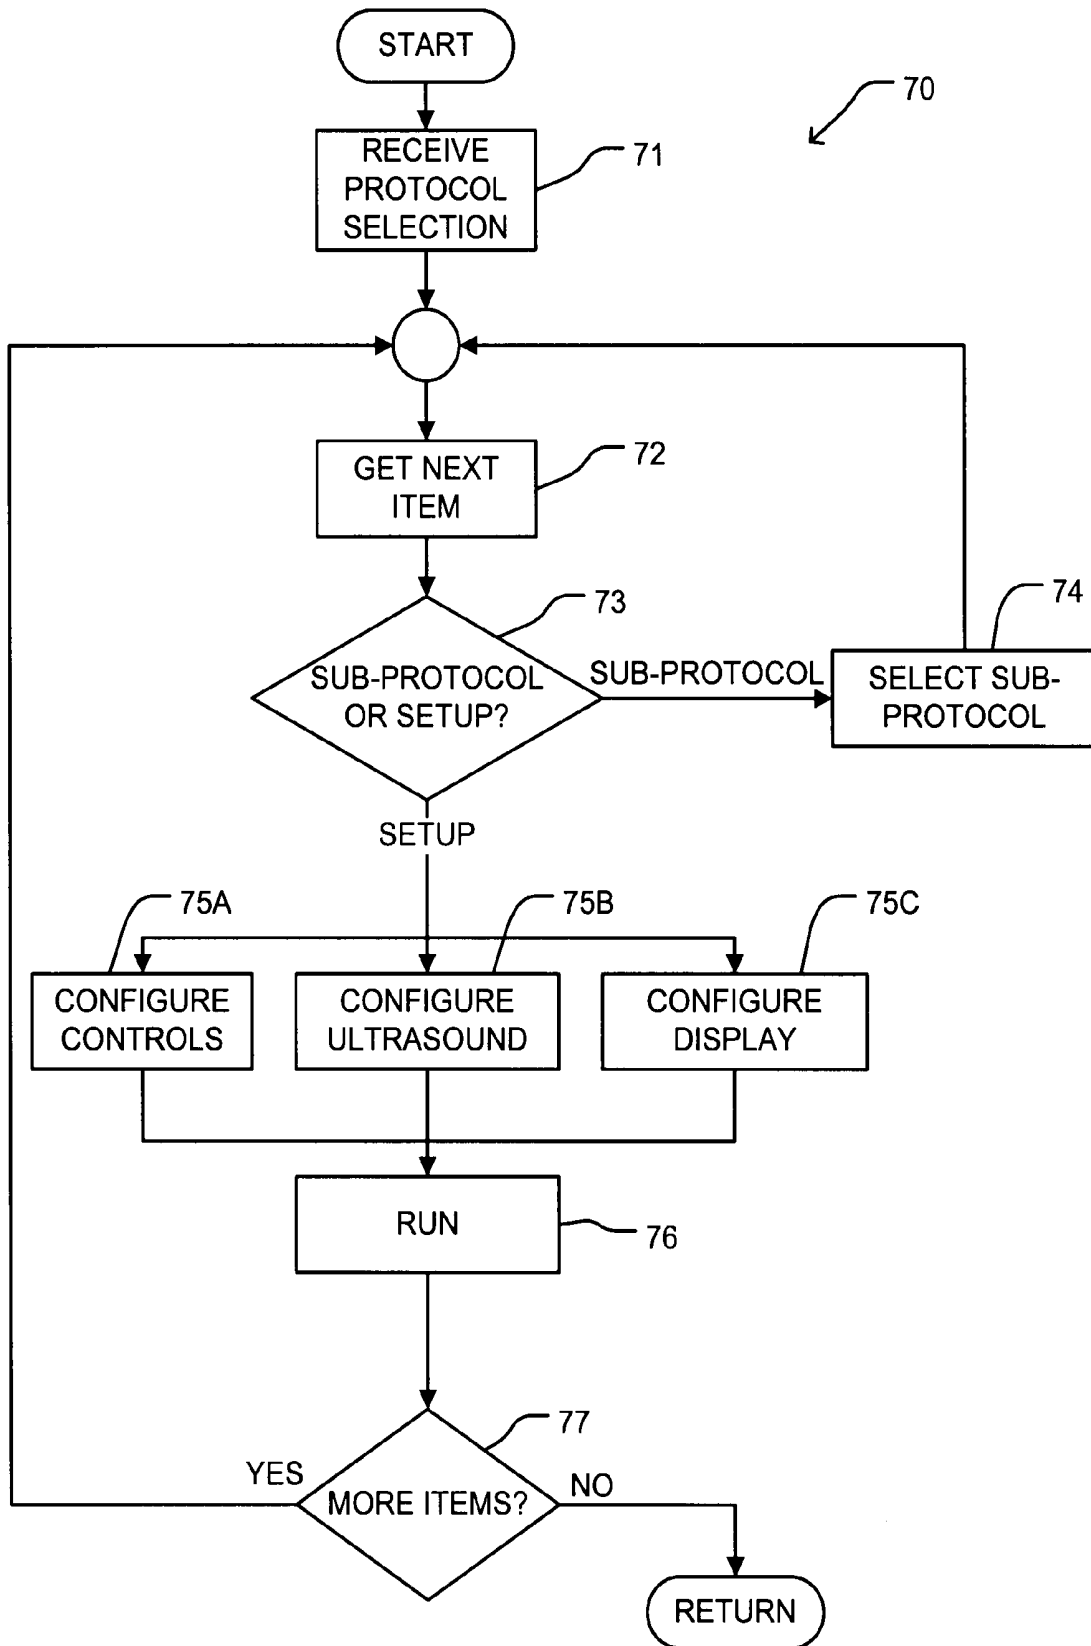 START
70
RECEIVE
PROTOCOL
SELECTION
71
GET NEXT
ITEM
72
73
SUB-PROTOCOL
OR SETUP?
SUB-PROTOCOL
74
SELECT SUB-
PROTOCOL
SETUP
75A
75B
75C
CONFIGURE
CONTROLS
CONFIGURE
ULTRASOUND
CONFIGURE
DISPLAY
RUN
76
77
YES
MORE ITEMS?
NO
RETURN